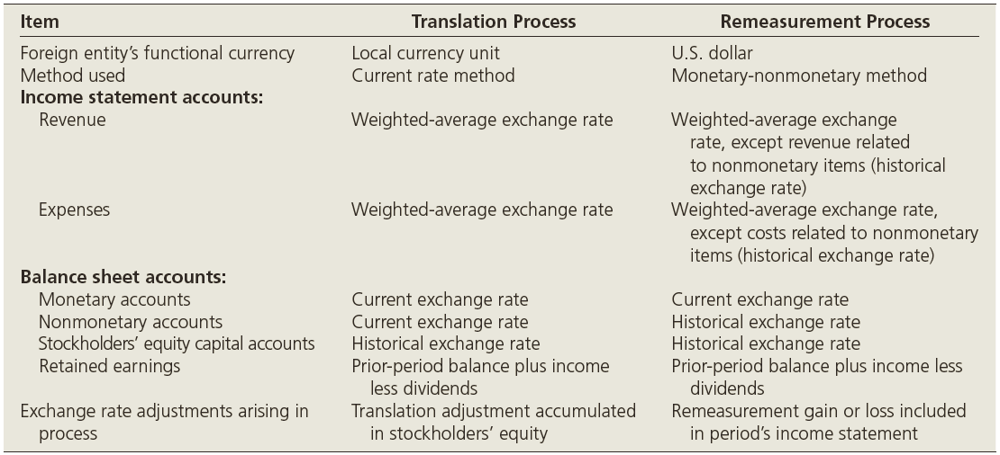 Item Translation Process Remeasurement Process
Foreign entity's functional currency Local currency unit U.S. dollar
Method used Current rate method Monetary-nonmonetary method
Income statement accounts:
Revenue Weighted-average exchange rate Weighted-average exchange
rate, except revenue related
to nonmonetary items (historical
exchange rate)
Expenses Weighted-average exchange rate Weighted-average exchange rate,
except costs related to nonmonetary
items (historical exchange rate)
Balance sheet accounts:
Monetary accounts Current exchange rate Current exchange rate
Nonmonetary accounts Current exchange rate Historical exchange rate
Stockholders' equity capital accounts Historical exchange rate Historical exchange rate
Retained earnings Prior-period balance plus income Prior-period balance plus income less
less dividends dividends
Exchange rate adjustments arising in Translation adjustment accumulated Remeasurement gain or loss included
process in stockholders' equity in period's income statement